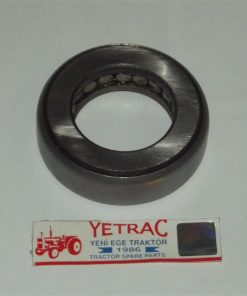 YETRAC
YENİ EGE TRAKTÖR
1986
TRACTOR SPARE PARTS